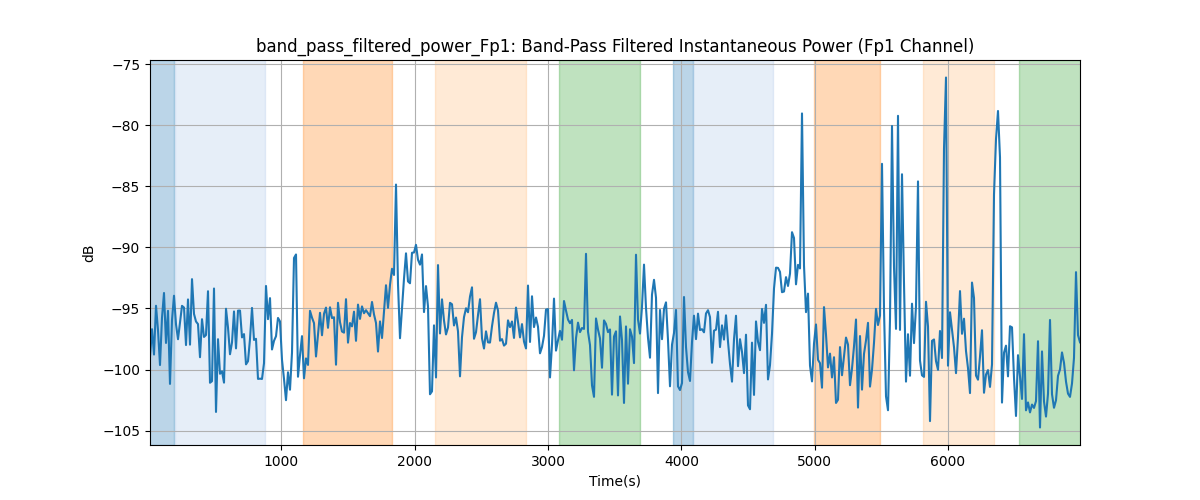 band_pass_filtered_power_Fp1: Band-Pass Filtered Instantaneous Power (Fp1 Channel)
−75
−80
−85
−90
−95
−100
−105
dB
1000 2000 3000 4000 5000 6000
Time(s)